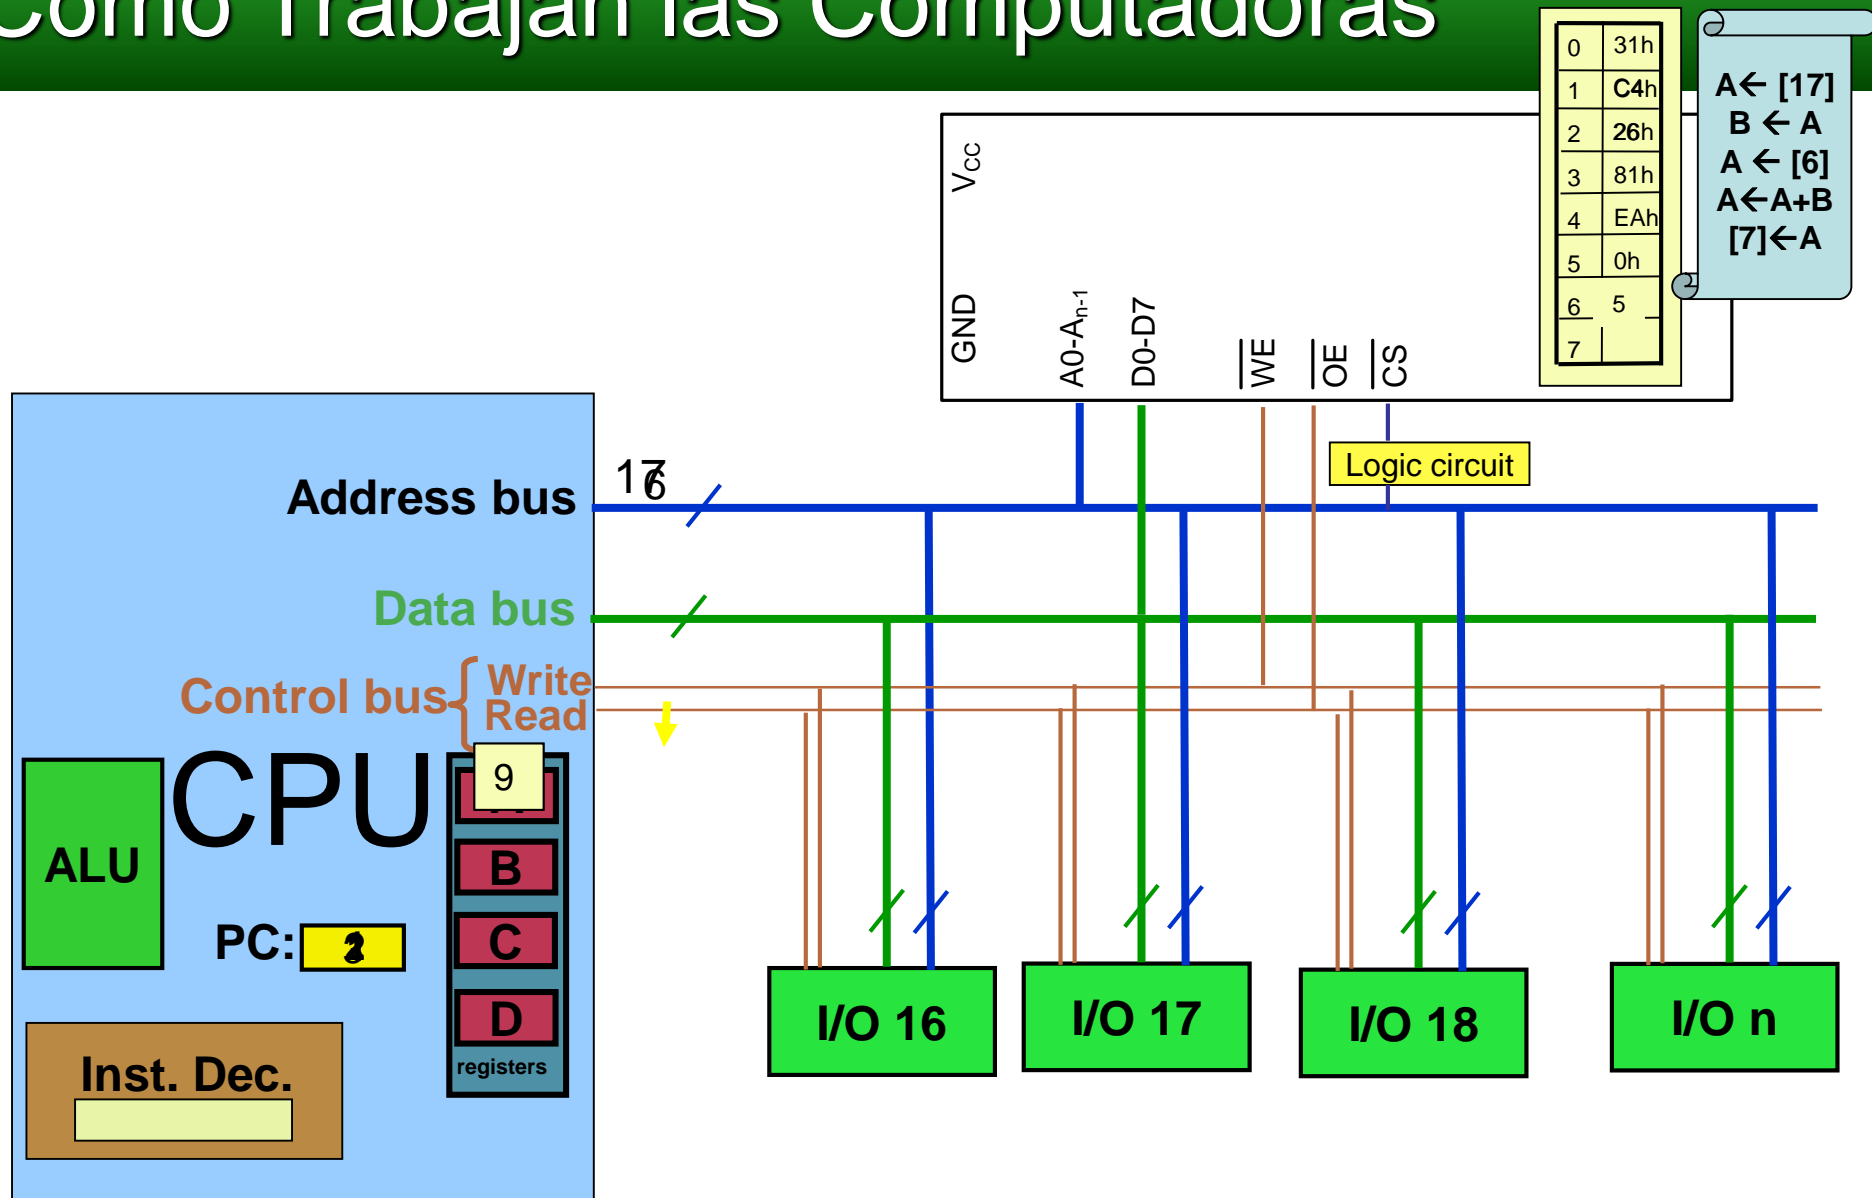 Como Trabajan las Computadoras
0 31h
1 C4h
2 26h
3 81h
4 EAh
5 0h
6 5
7
A← [17]
B ← A
A ← [6]
A←A+B
[7]←A
VCC
GND
A0-An-1
D0-D7
WE
OE
CS
Logic circuit
Address bus
Data bus
Control bus
Write
Read
CPU
ALU
PC:
9
B
C
D
registers
Inst. Dec.
I/O 16
I/O 17
I/O 18
I/O n